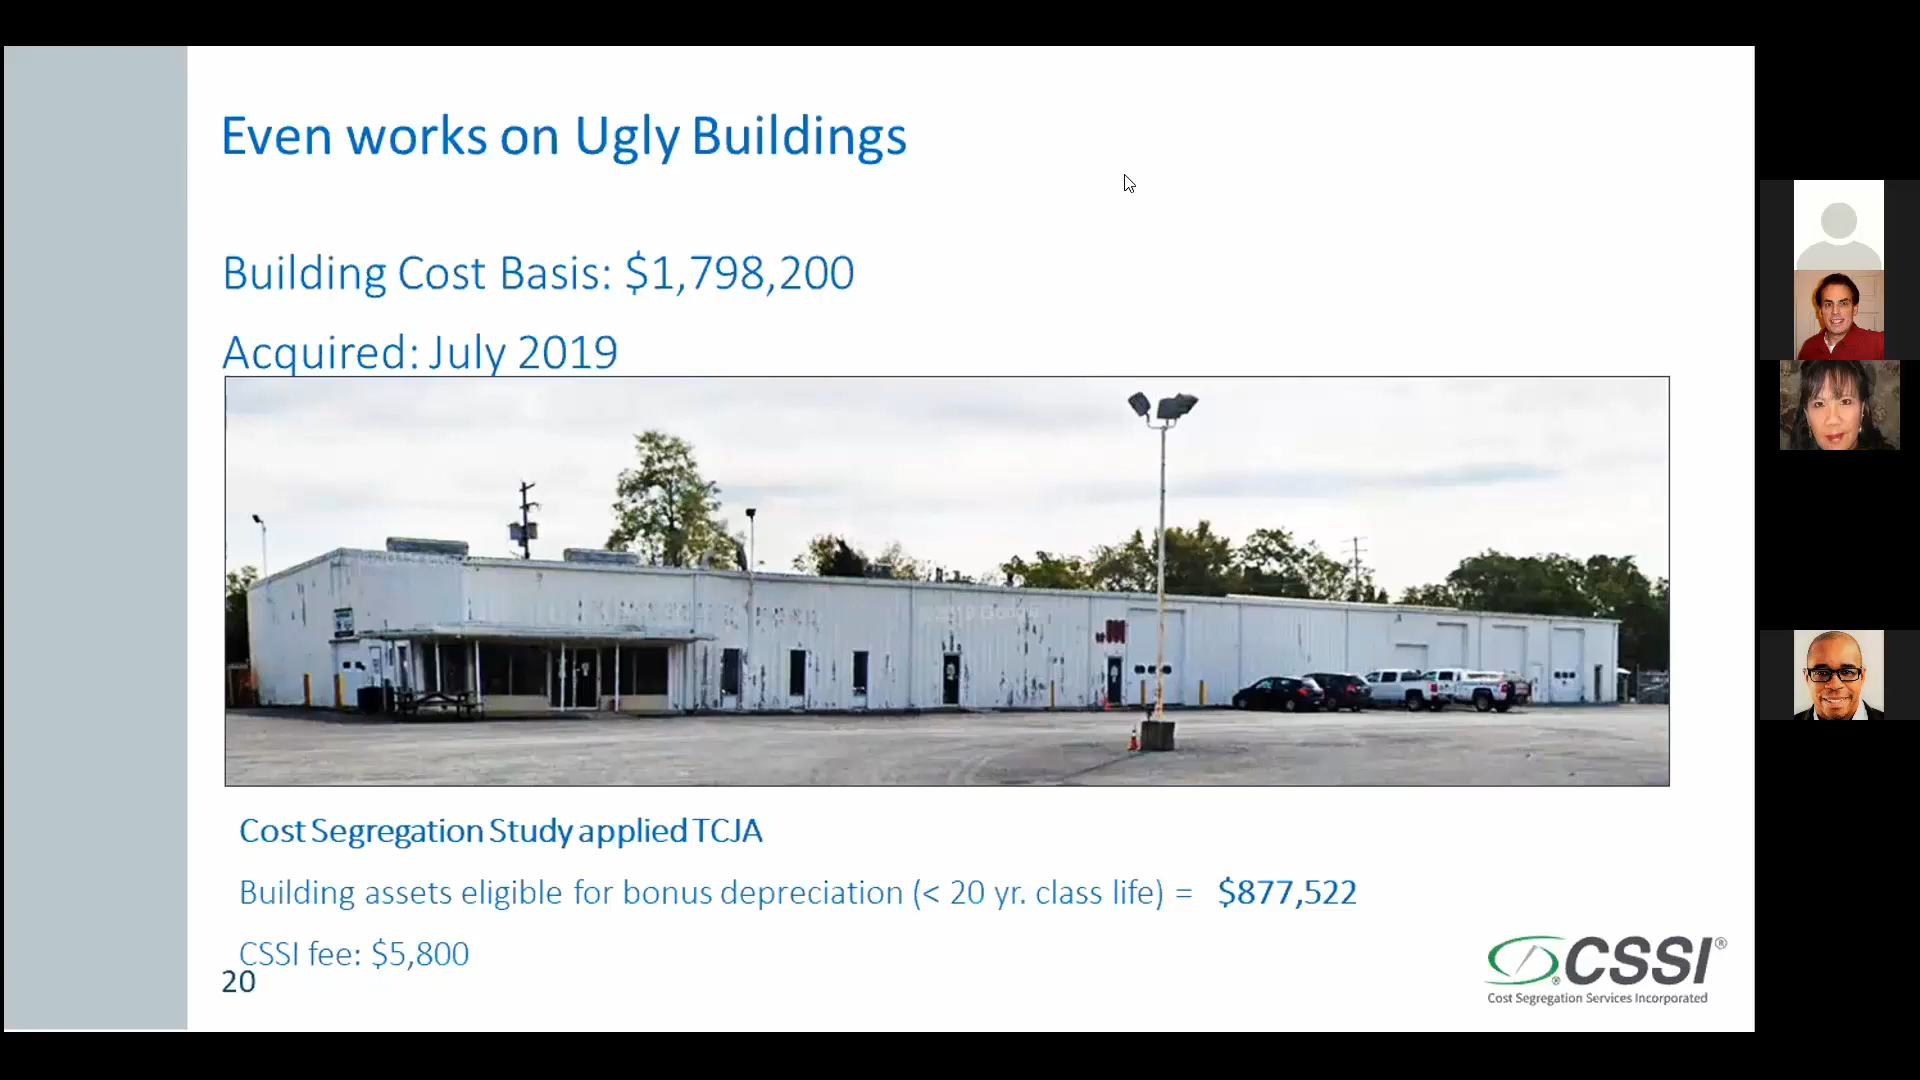 Even works on Ugly Buildings
Building Cost Basis: $1,798,200
Acquired: July 2019
Cost Segregation Study applied TCJA
Building assets eligible for bonus depreciation (< 20 yr. class life) = $877,522
CSSI fee: $5,800
20
CSSI®
Cost Segregation Services Incorporated